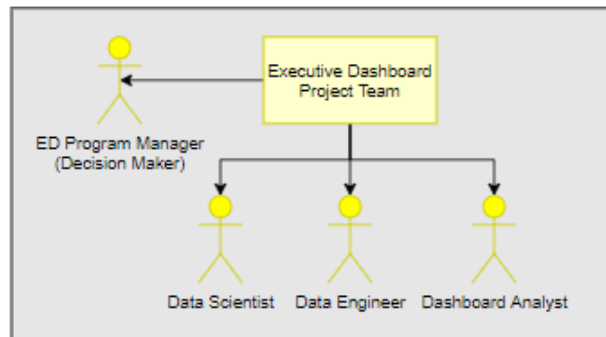 Executive Dashboard
Project Team
ED Program Manager
(Decision Maker)
Data Scientist
Data Engineer
Dashboard Analyst